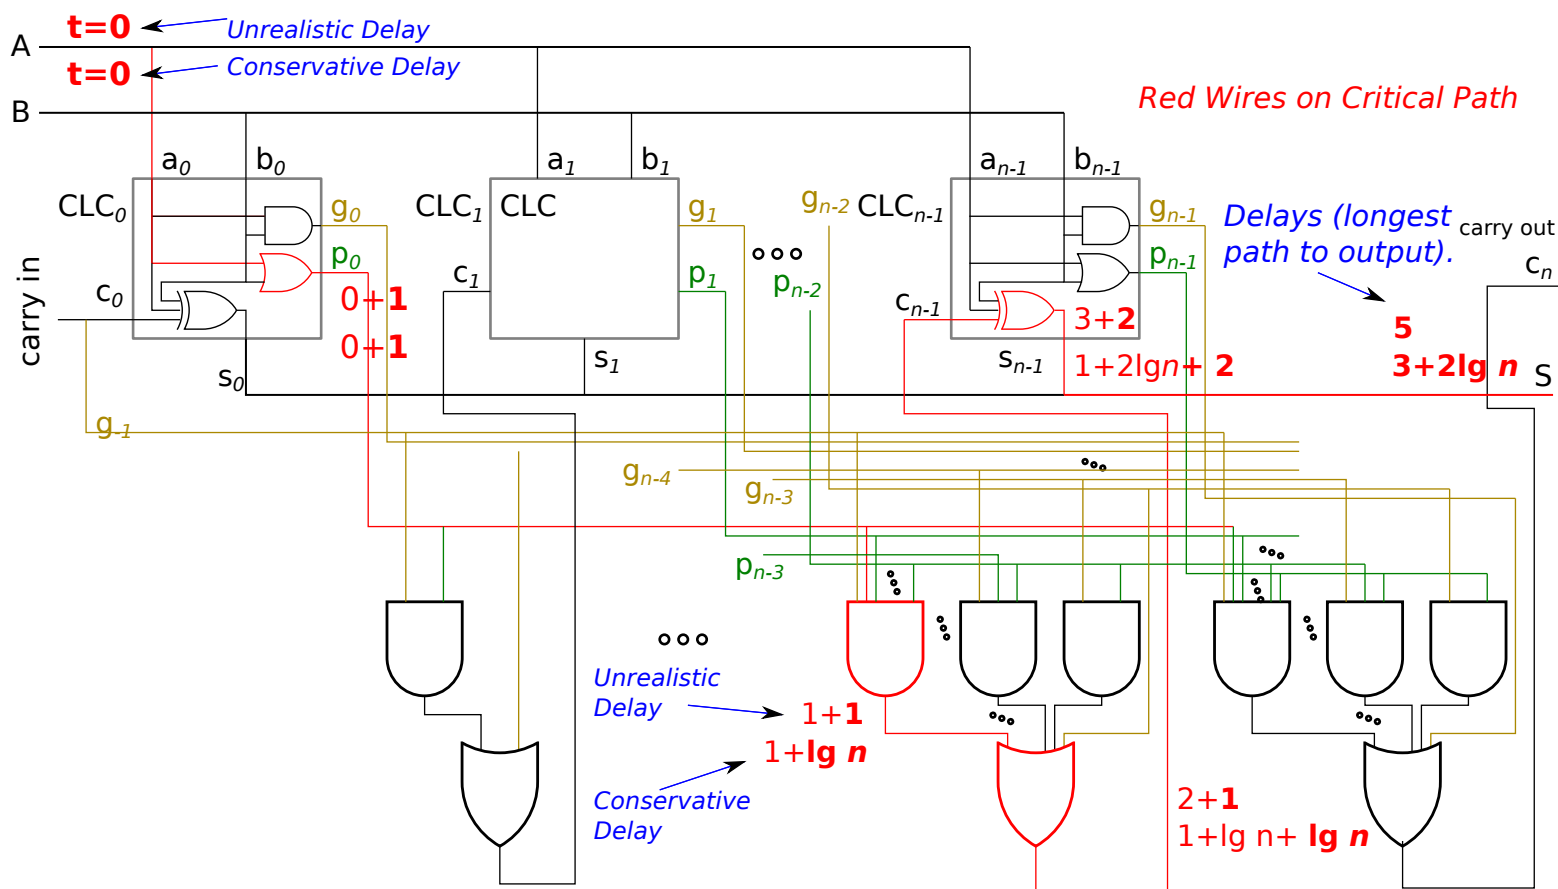 t=0
Unrealistic Delay
A
t=0
Conservative Delay
B
Red Wires on Critical Path
a0
b0
a1
b1
an-1
bn-1
CLC0
g0
CLC1
CLC
g1
gn-2
CLCn-1
gn-1
Delays (longest
path to output).
carry out
cn
p0
c1
p1
pn-2
pn-1
carry in
c0
0+1
0+1
cn-1
3+2
1+2lgn+ 2
5
3+2lg n
s0
s1
sn-1
S
g-1
gn-4
gn-3
pn-3
Unrealistic
Delay
1+1
1+lg n
Conservative
Delay
2+1
1+lg n+ lg n